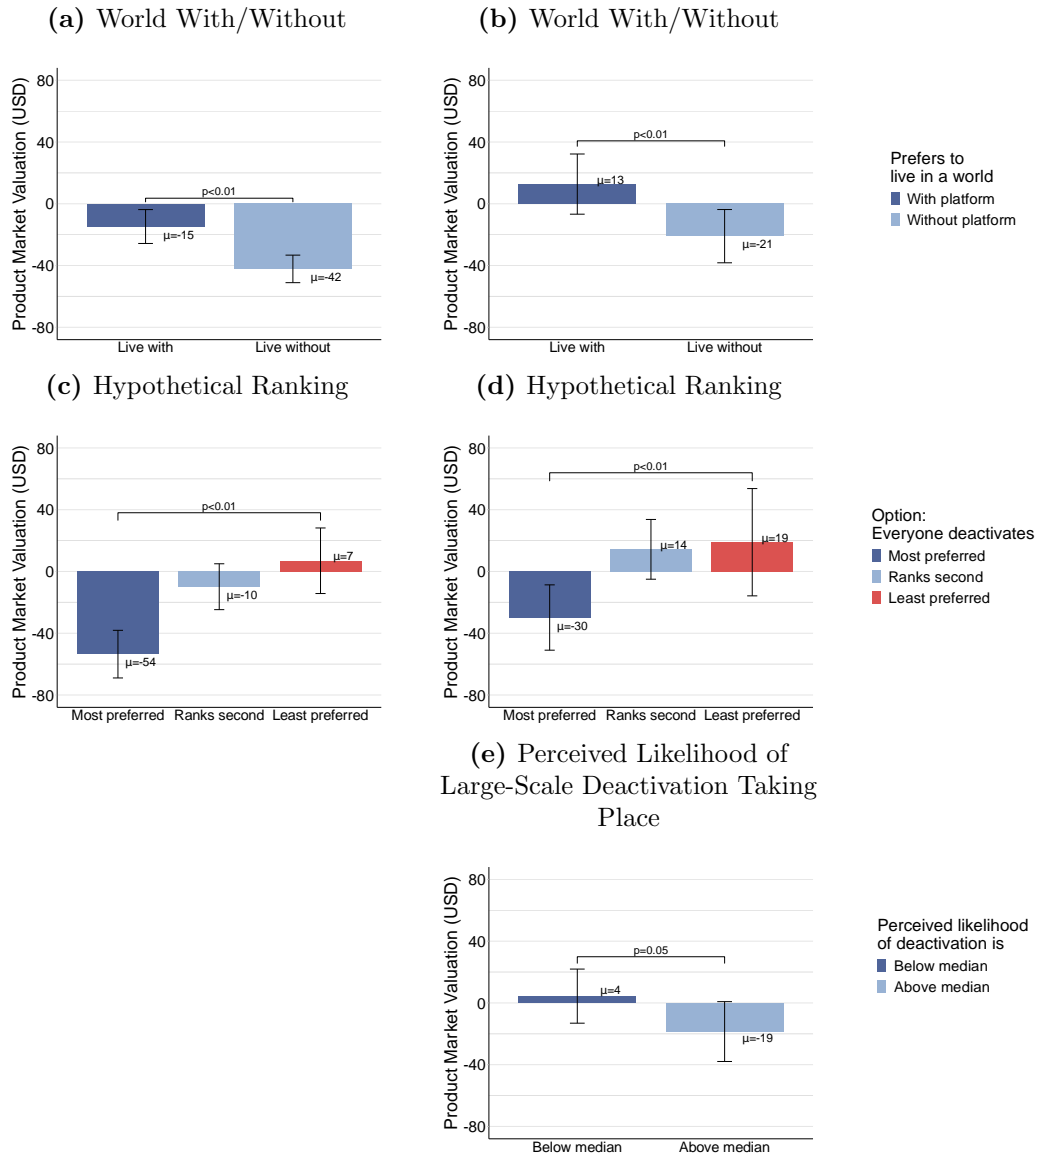 (a) World With/Without
Product Market Valuation (USD)
80
40
0
-40
-80
p<0.01
μ=-15
μ=-42
Live with
Live without
(b) World With/Without
Product Market Valuation (USD)
80
40
0
-40
-80
p<0.01
μ=13
μ=-21
Live with
Live without
Prefers to
live in a world
With platform
Without platform
(c) Hypothetical Ranking
Product Market Valuation (USD)
80
40
0
-40
-80
p<0.01
μ=-54
μ=-10
μ=7
Most preferred
Ranks second
Least preferred
(d) Hypothetical Ranking
Product Market Valuation (USD)
80
40
0
-40
-80
p<0.01
μ=-30
μ=14
μ=19
Most preferred
Ranks second
Least preferred
Option:
Everyone deactivates
Most preferred
Ranks second
Least preferred
(e) Perceived Likelihood of
Large-Scale Deactivation Taking
Place
Product Market Valuation (USD)
80
40
0
-40
-80
p=0.05
μ=4
μ=-19
Below median
Above median
Perceived likelihood
of deactivation is
Below median
Above median